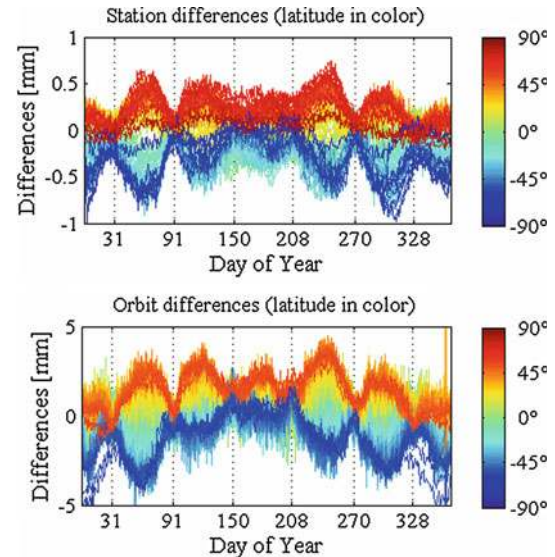 Station differences (latitude in color)
Differences [mm]
1
0.5
0
-0.5
-1
31 91 150 208 270 328
Day of Year
90°
45°
0°
-45°
-90°
Orbit differences (latitude in color)
Differences [mm]
5
0
-5
31 91 150 208 270 328
Day of Year
90°
45°
0°
-45°
-90°